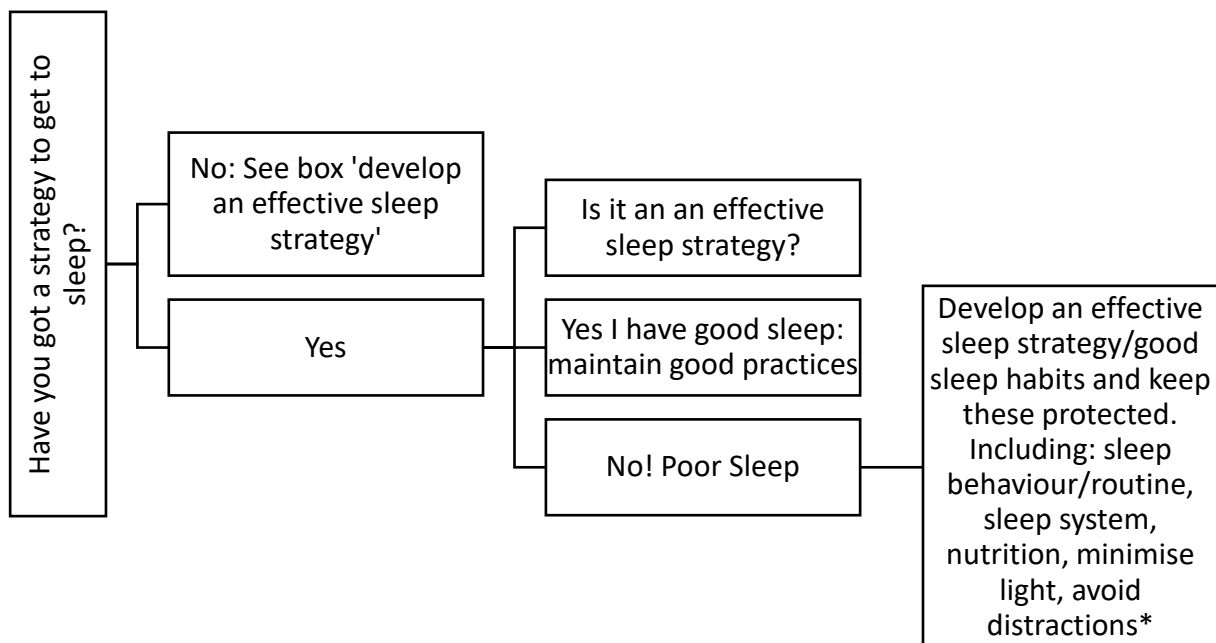 Have you got a strategy to get to
sleep?
No: See box 'develop
an effective sleep
strategy'
Yes
Is it an an effective
sleep strategy?
Yes I have good sleep:
maintain good practices
No! Poor Sleep
Develop an effective
sleep strategy/good
sleep habits and keep
these protected.
Including: sleep
behaviour/routine,
sleep system,
nutrition, minimise
light, avoid
distractions*